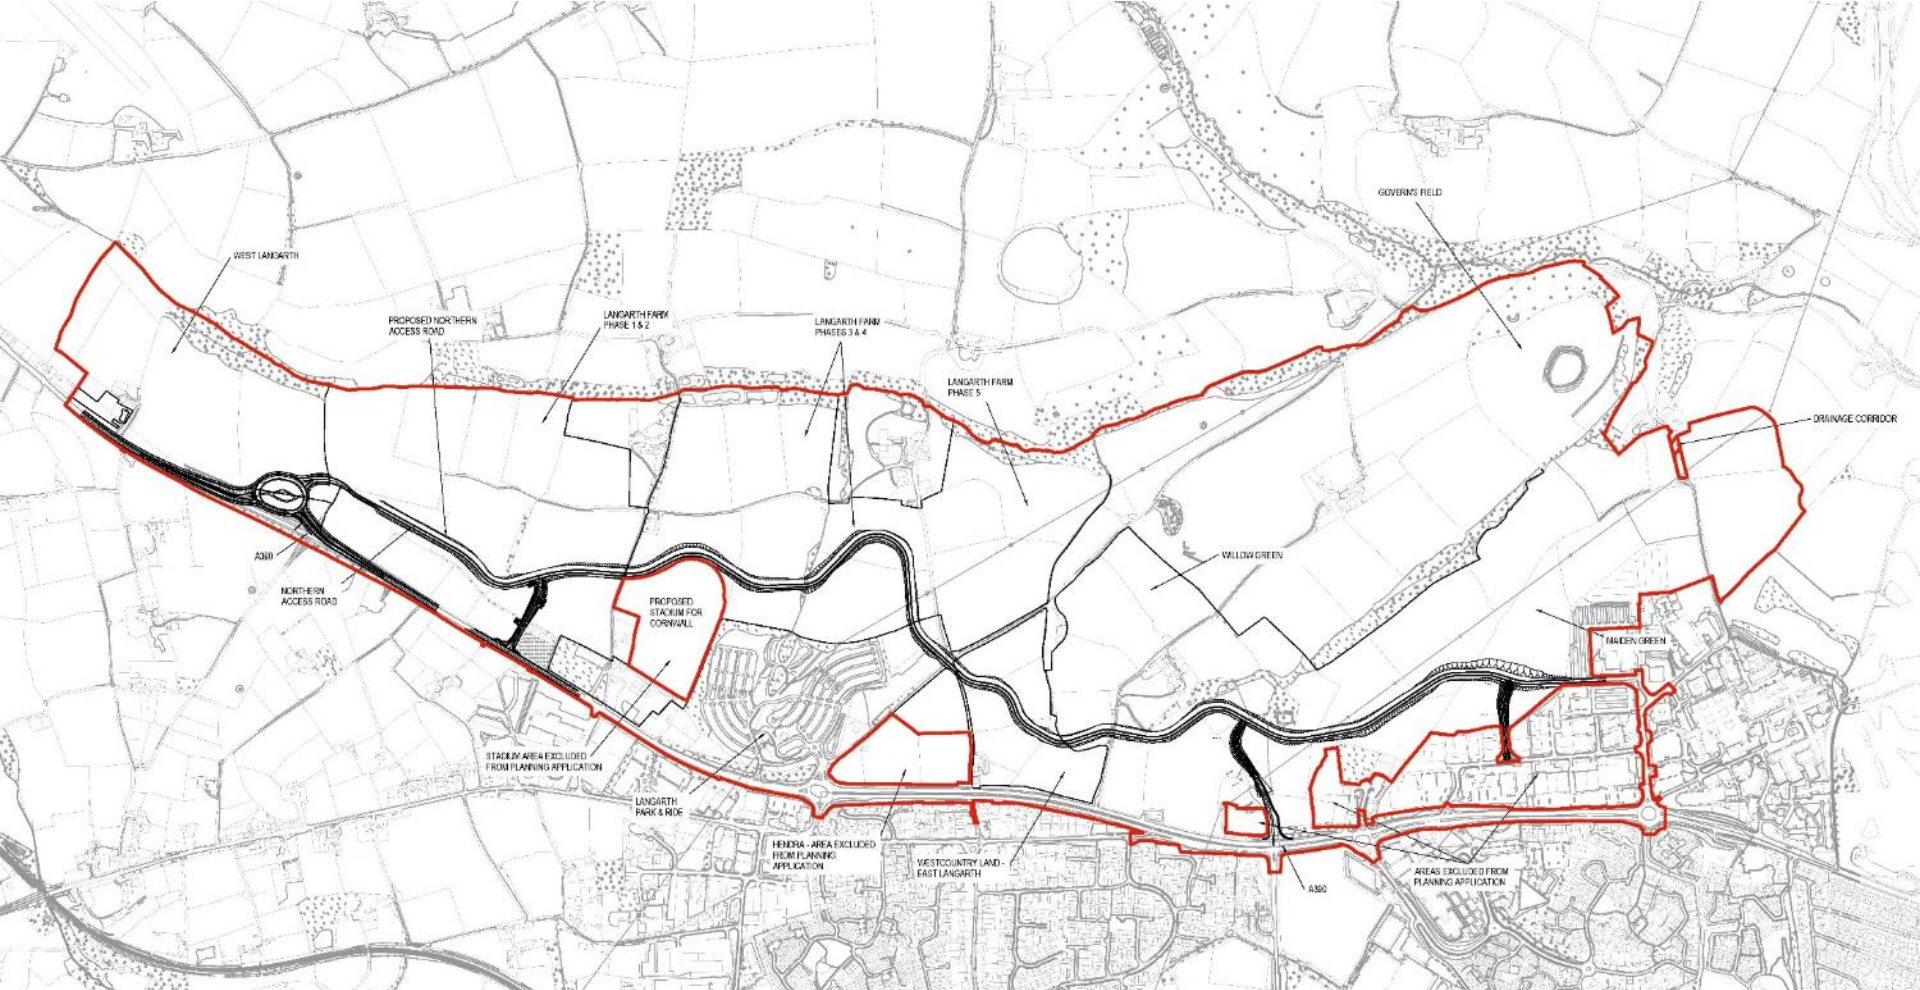 GOVERN'S FIELD
WEST LANGARTH
PROPOSED NORTHERN
ACCESS ROAD
LANGARTH FARM
PHASE 1 & 2
LANGARTH FARM
PHASES 3 & 4
LANGARTH FARM
PHASE 5
DRAINAGE CORRIDOR
A390
NORTHERN
ACCESS ROAD
PROPOSED
STADIUM FOR
CORNWALL
WILLOW GREEN
MAIDEN GREEN
STADIUM AREA EXCLUDED
FROM PLANNING APPLICATION
LANGARTH
PARK & RIDE
HENDRA - AREA EXCLUDED
FROM PLANNING
APPLICATION
WESTCOUNTRY LAND -
EAST LANGARTH
A390
AREAS EXCLUDED FROM
PLANNING APPLICATION